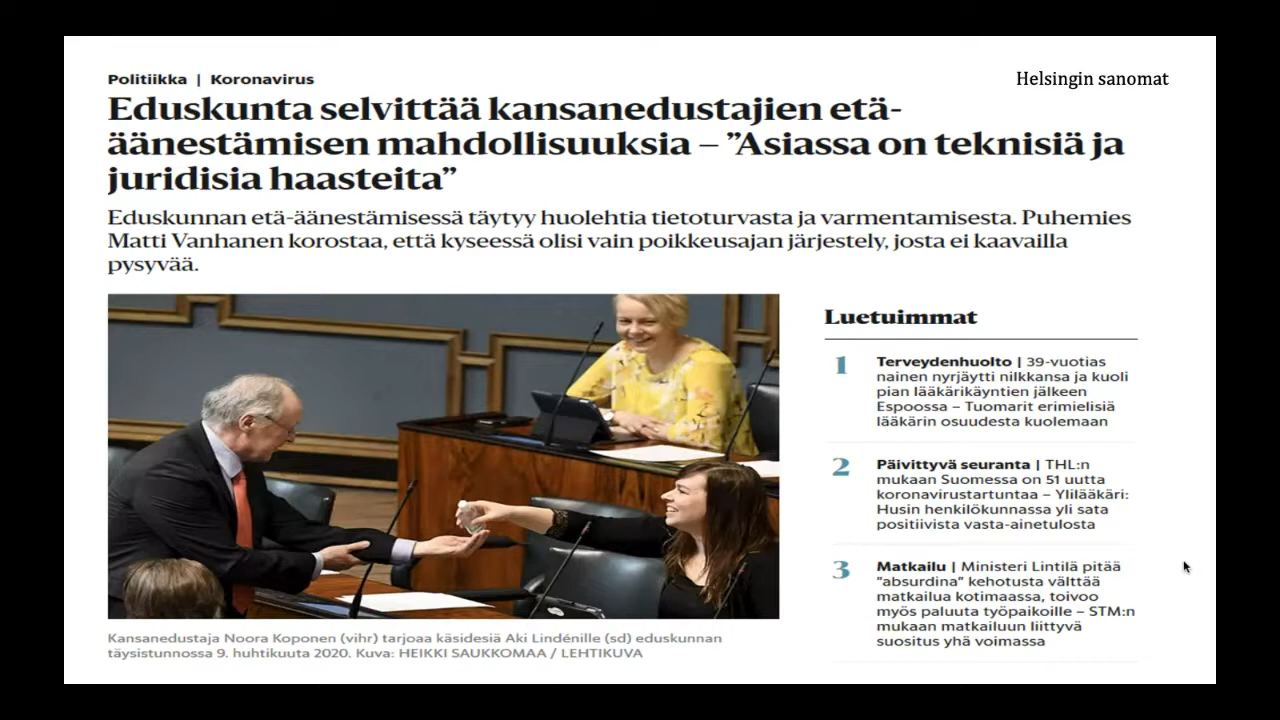 Politiikka | Koronavirus
Helsingin sanomat
Eduskunta selvittää kansanedustajien etä-
äänestämisen mahdollisuuksia – ”Asiassa on teknisiä ja
juridisia haasteita”
Eduskunnan etä-äänestämisessä täytyy huolehtia tietoturvasta ja varmentamisesta. Puhemies
Matti Vanhanen korostaa, että kyseessä olisi vain poikkeusajan järjestely, josta ei kaavailla
pysyvää.
Kansanedustaja Noora Koponen (vihr) tarjoaa käsidesiä Aki Lindénille (sd) eduskunnan
täysistunnossa 9. huhtikuuta 2020. Kuva: HEIKKI SAUKKOMAA / LEHTIKUVA
Luetuimmat
1
Terveydenhuolto | 39-vuotias
nainen nyrjäytti nilkkansa ja kuoli
pian lääkärikäyntien jälkeen
Espoossa – Tuomarit erimielisiä
lääkärin osuudesta kuolemaan
2
Päivittyvä seuranta | THL:n
mukaan Suomessa on 51 uutta
koronavirustartuntaa – Ylilääkäri:
Husin henkilökunnassa yli sata
positiivista vasta-ainetulosta
3
Matkailu | Ministeri Lintilä pitää
”absurdina” kehotusta välttää
matkailua kotimaassa, toivoo
myös paluuta työpaikoille – STM:n
mukaan matkailuun liittyvä
suositus yhä voimassa